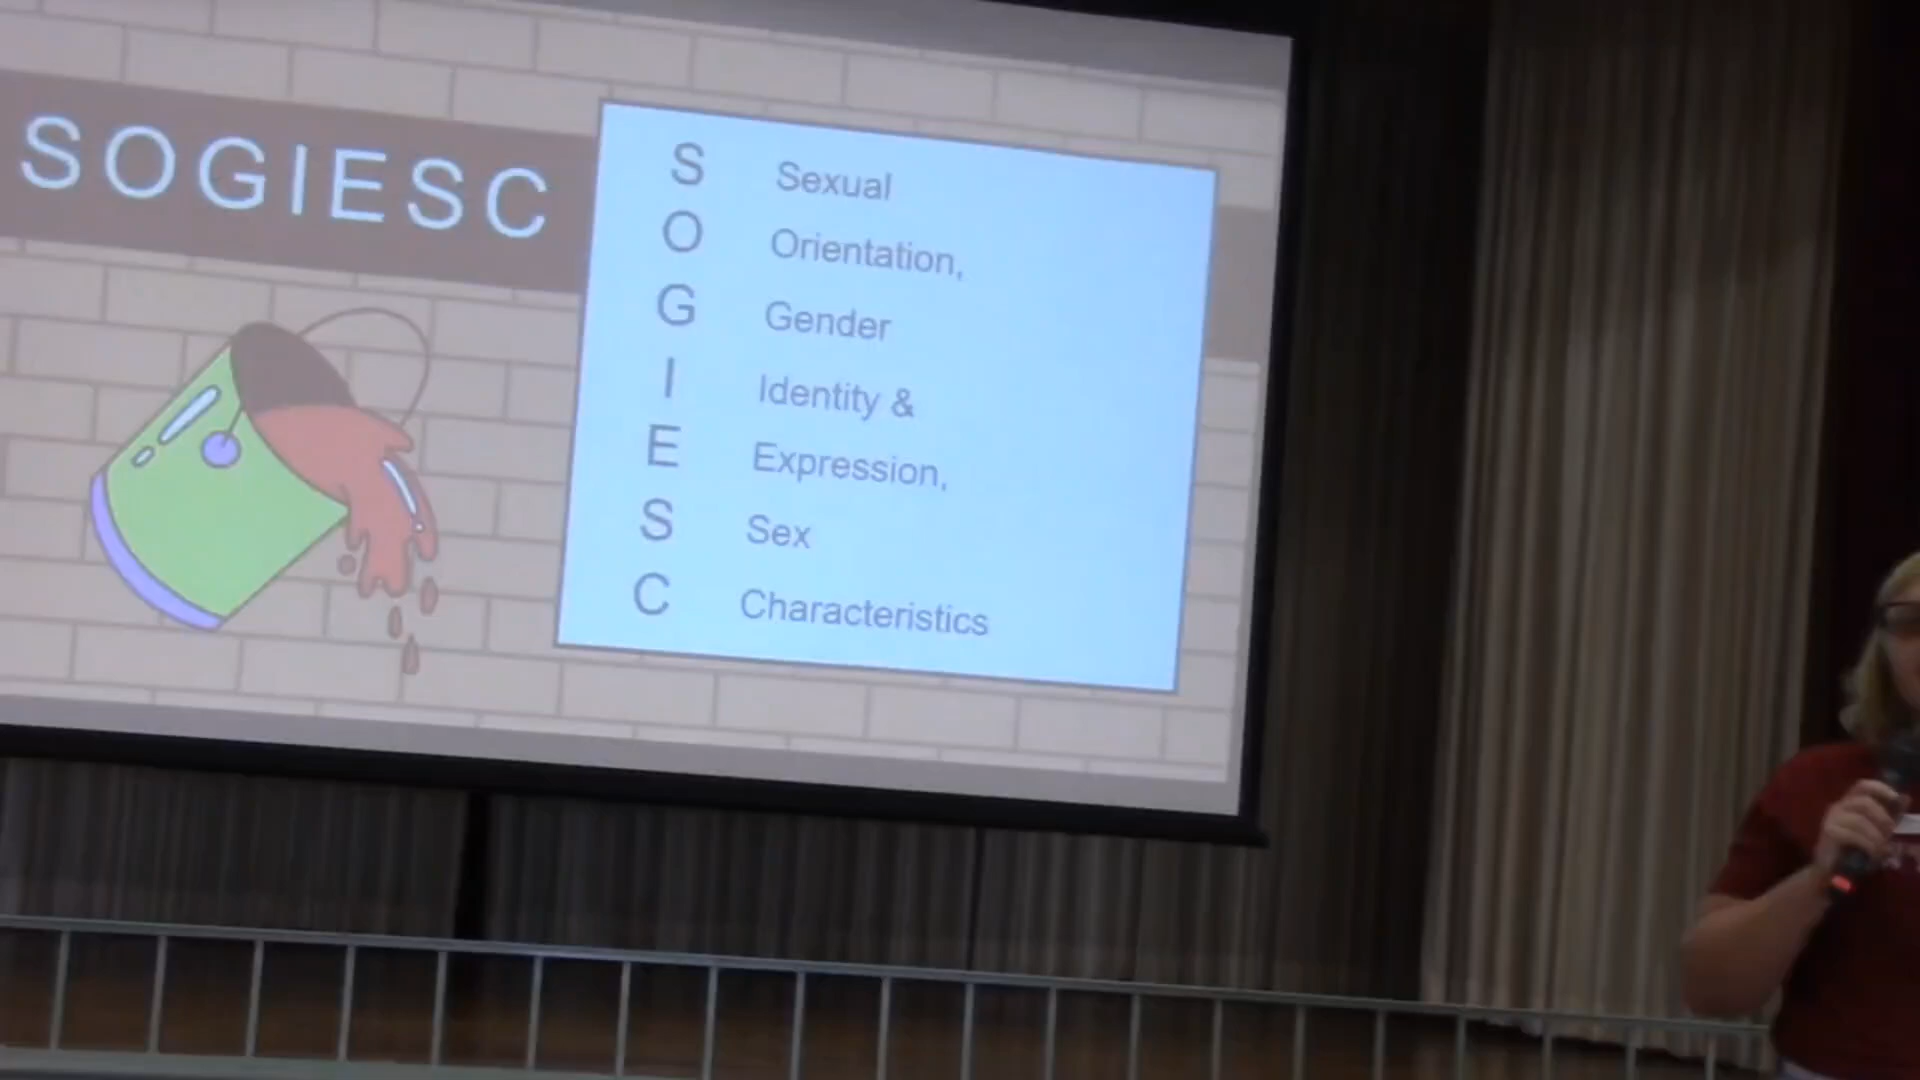 SOGIESC
S Sexual
O Orientation,
G Gender
I Identity &
E Expression,
S Sex
C Characteristics